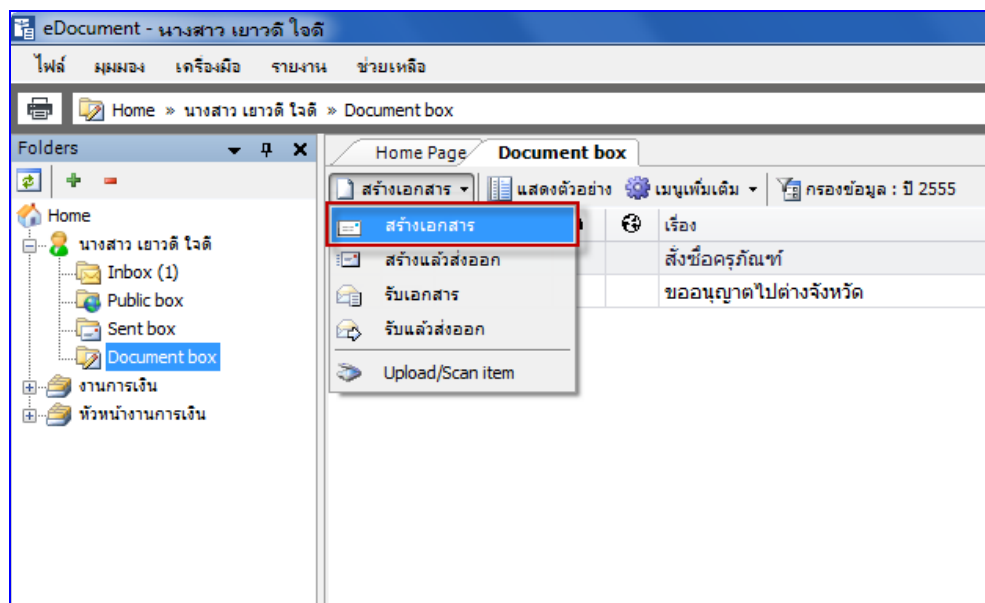 eDocument - นางสาว เยาวดี ใจดี
ไฟล์ มุมมอง เครื่องมือ รายงาน ช่วยเหลือ
Home » นางสาว เยาวดี ใจดี » Document box
Folders
Home
นางสาว เยาวดี ใจดี
Inbox (1)
Public box
Sent box
Document box
งานการเงิน
หัวหน้างานการเงิน
Home Page Document box
สร้างเอกสาร แสดงตัวอย่าง เมนูเพิ่มเติม กรองข้อมูล : ปี 2555
เรื่อง
สั่งซื้อครุภัณฑ์
ขออนุญาตไปต่างจังหวัด
สร้างเอกสาร
สร้างแล้วส่งออก
รับเอกสาร
รับแล้วส่งออก
Upload/Scan item